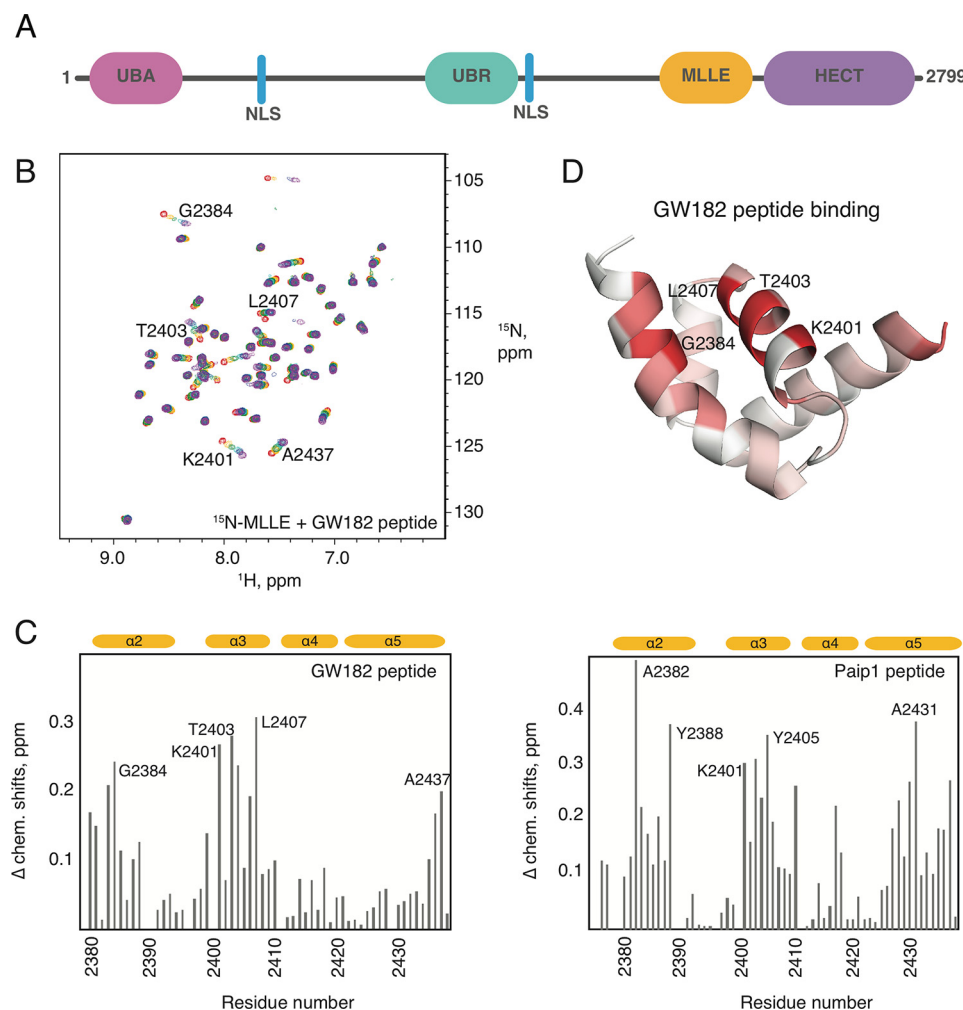 A
1
UBA
NLS
UBR
NLS
MLLE
HECT
2799
B
G2384
L2407
T2403
K2401
A2437
¹⁵N-MLLE + GW182 peptide
105
110
115
¹⁵N,
ppm
120
125
130
9.0
8.0
7.0
¹H, ppm
D
GW182 peptide binding
L2407
T2403
K2401
G2384
C
α2
α3
α4
α5
GW182 peptide
Δ chem. shifts, ppm
0.3
0.2
0.1
G2384
K2401
T2403
L2407
A2437
2380
2390
2400
2410
2420
2430
Residue number
α2
α3
α4
α5
Paip1 peptide
Δ chem. shifts, ppm
0.4
0.3
0.2
0.1
A2382
Y2388
K2401
Y2405
A2431
2380
2390
2400
2410
2420
2430
Residue number